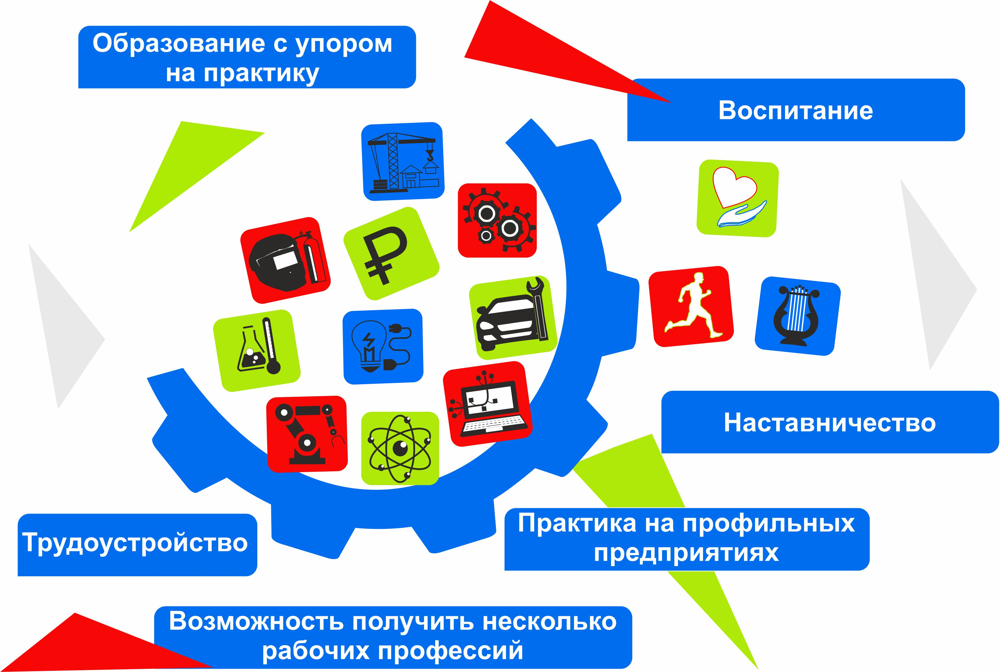 Образование с упором
на практику
Воспитание
Наставничество
Трудоустройство
Практика на профильных
предприятиях
Возможность получить несколько
рабочих профессий